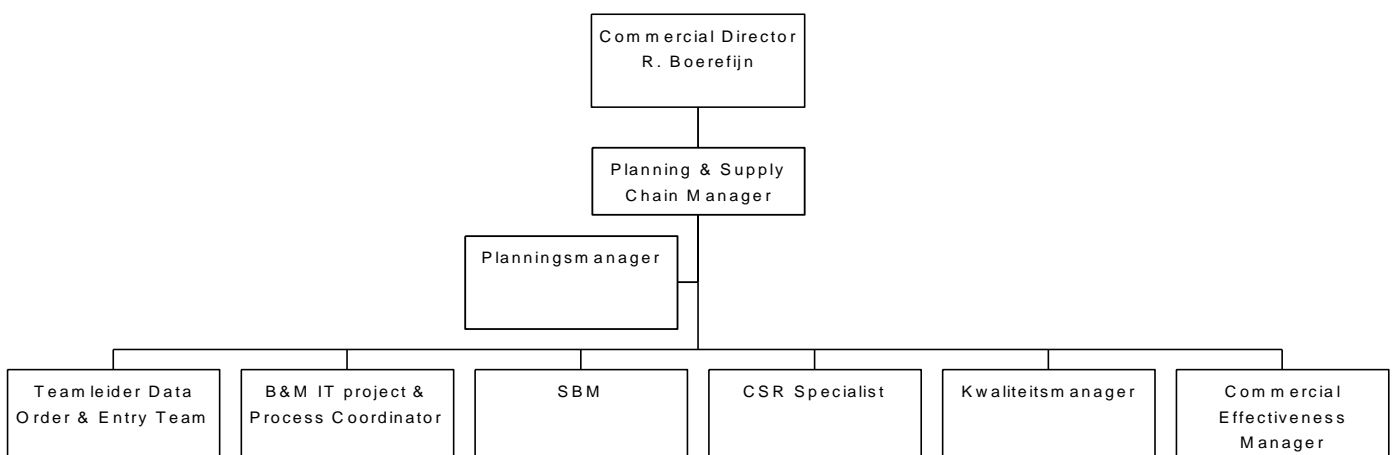 Commercial Director
R. Boerefijn
Planning & Supply
Chain Manager
Planningsmanager
Teamleider Data
Order & Entry Team
B&M IT project &
Process Coordinator
SBM
CSR Specialist
Kwaliteitsmanager
Commercial
Effectiveness
Manager